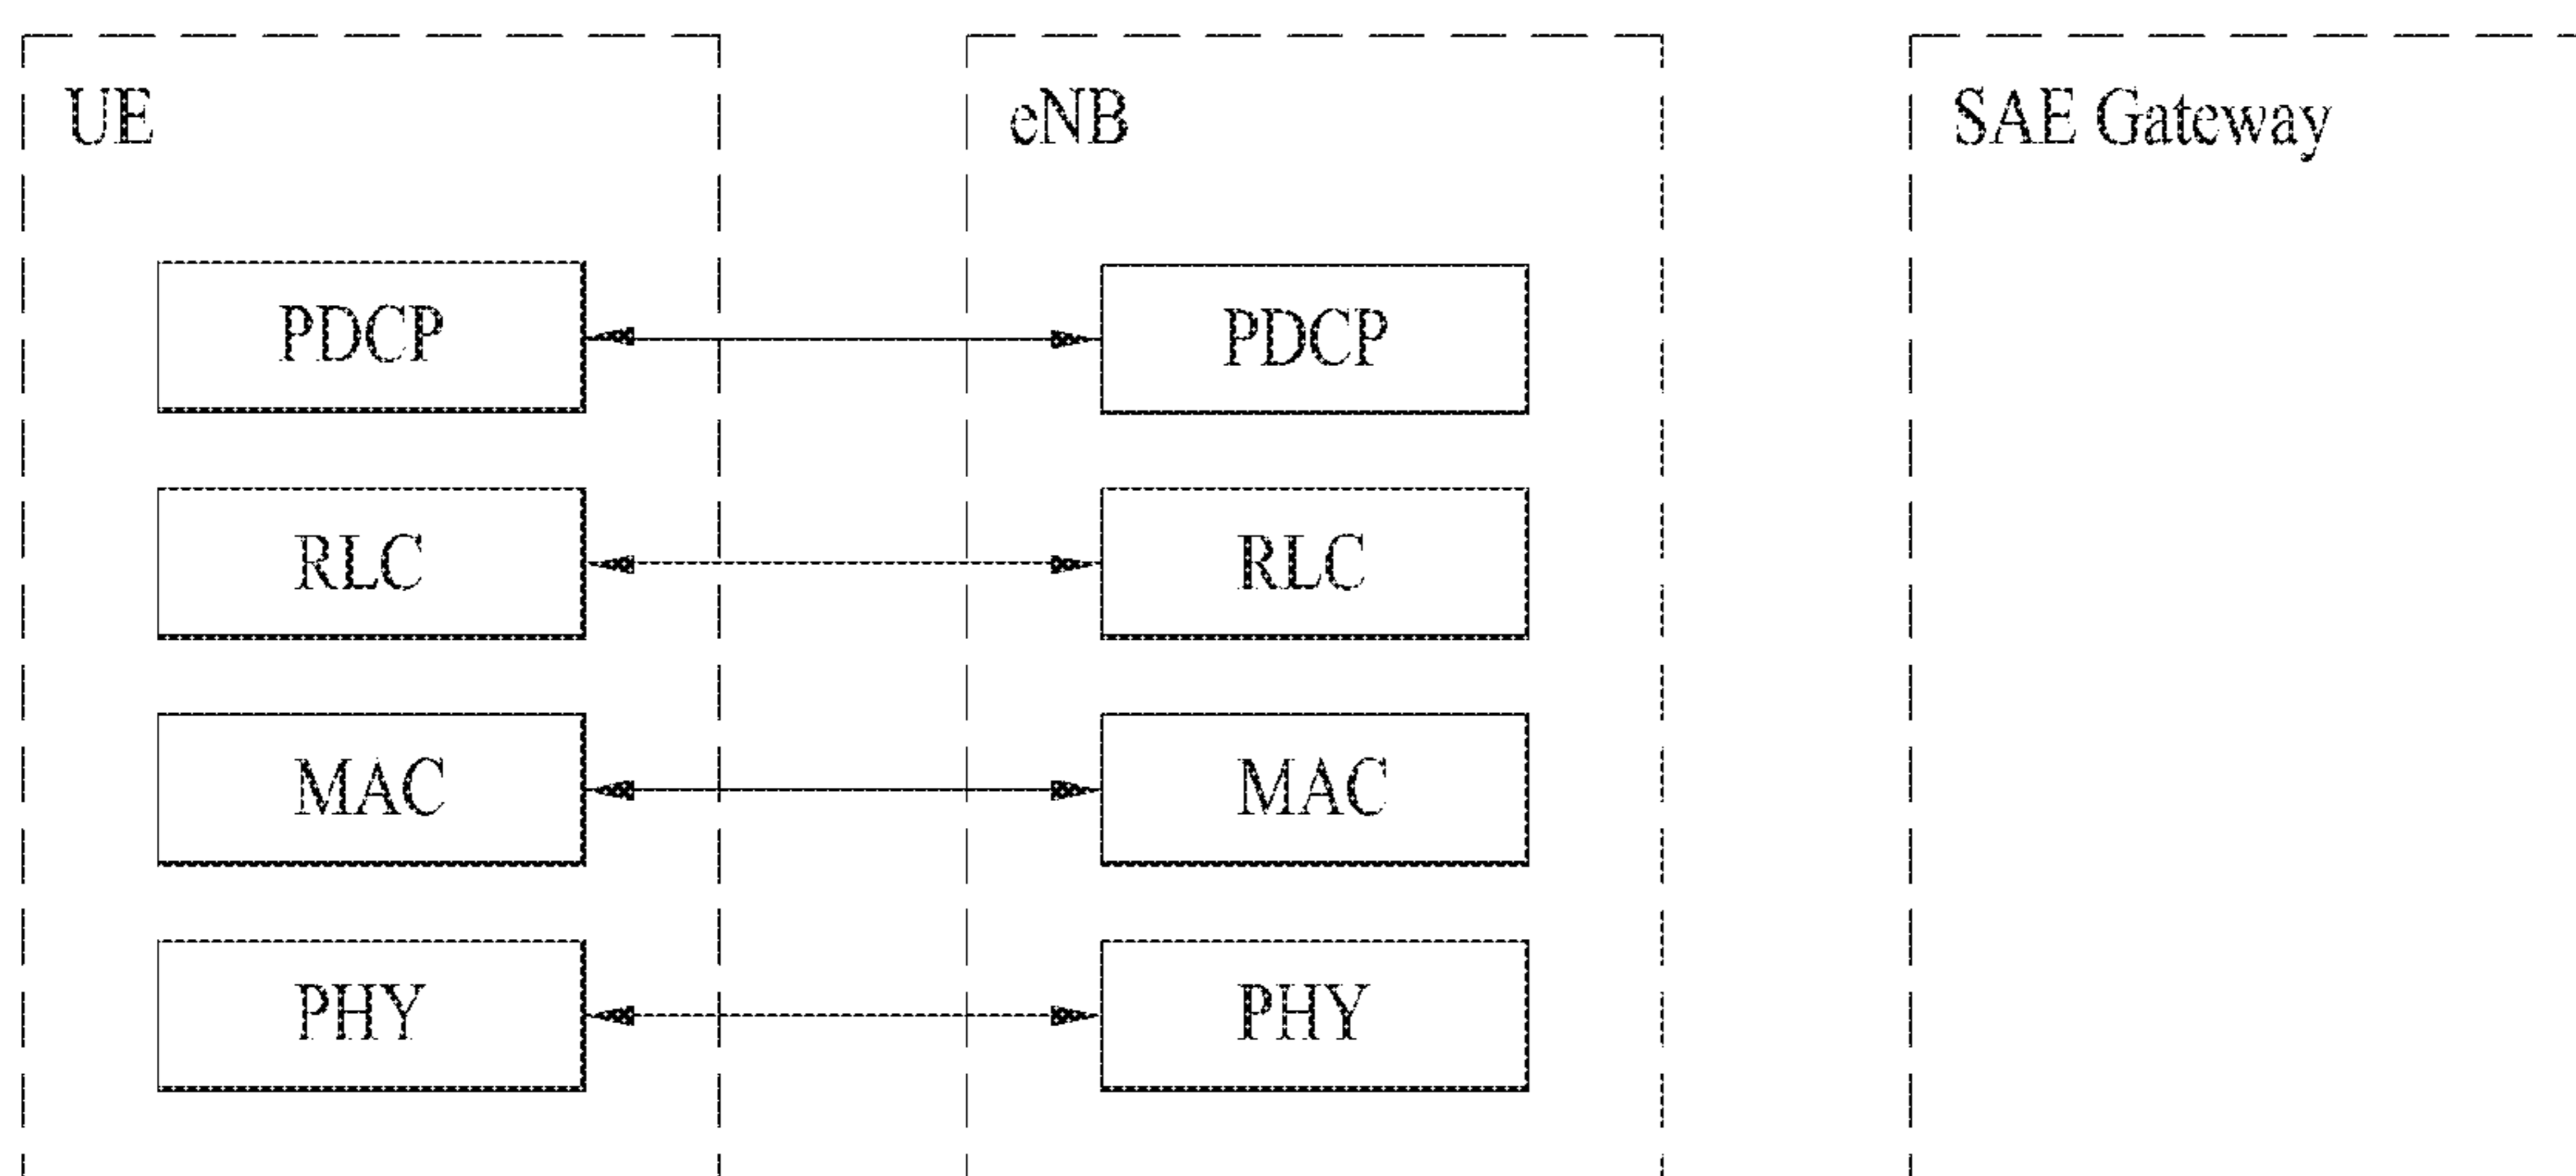 UE
eNB
SAE Gateway
PDCP
PDCP
RLC
RLC
MAC
MAC
PHY
PHY